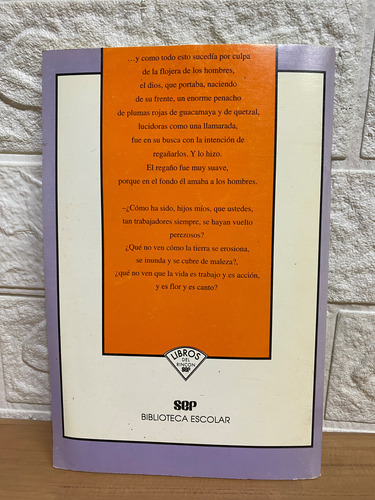 ...y como todo esto sucedía por culpa
de la flojera de los hombres,
el dios, que portaba, naciendo
de su frente, un enorme penacho
de plumas rojas de guacamaya y de quetzal,
lucidoras como una llamarada,
fue en su busca con la intención de
regañarlos. Y lo hizo.
El regaño fue muy suave,
porque en el fondo él amaba a los hombres.
–¿Cómo ha sido, hijos míos, que ustedes,
tan trabajadores siempre, se hayan vuelto
perezosos?
¿Qué no ven cómo la tierra se erosiona,
se inunda y se cubre de maleza?,
¿qué no ven que la vida es trabajo y es acción,
y es flor y es canto?
LIBROS
DEL
RINCÓN
SEP
SEP
BIBLIOTECA ESCOLAR